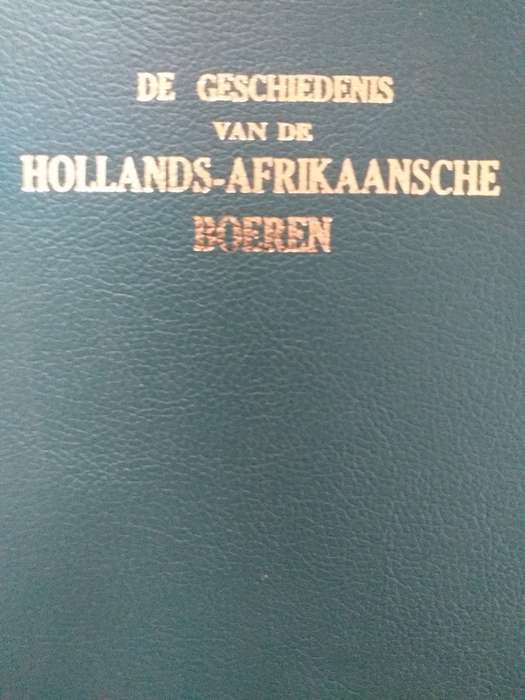 DE GESCHIEDENIS
VAN DE
HOLLANDS-AFRIKAANSCHE
BOEREN